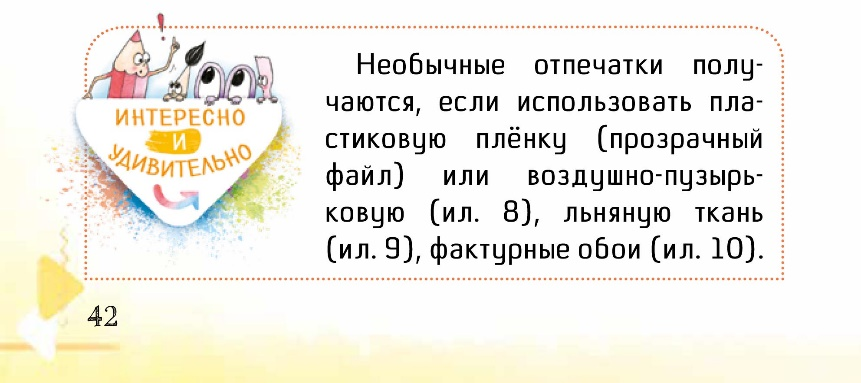 ИНТЕРЕСНО
И
УДИВИТЕЛЬНО
Необычные отпечатки полу-
чаются, если использовать пла-
стиковую плёнку (прозрачный
файл) или воздушно-пузырь-
ковую (ил. 8), льняную ткань
(ил. 9), фактурные обои (ил. 10).
42